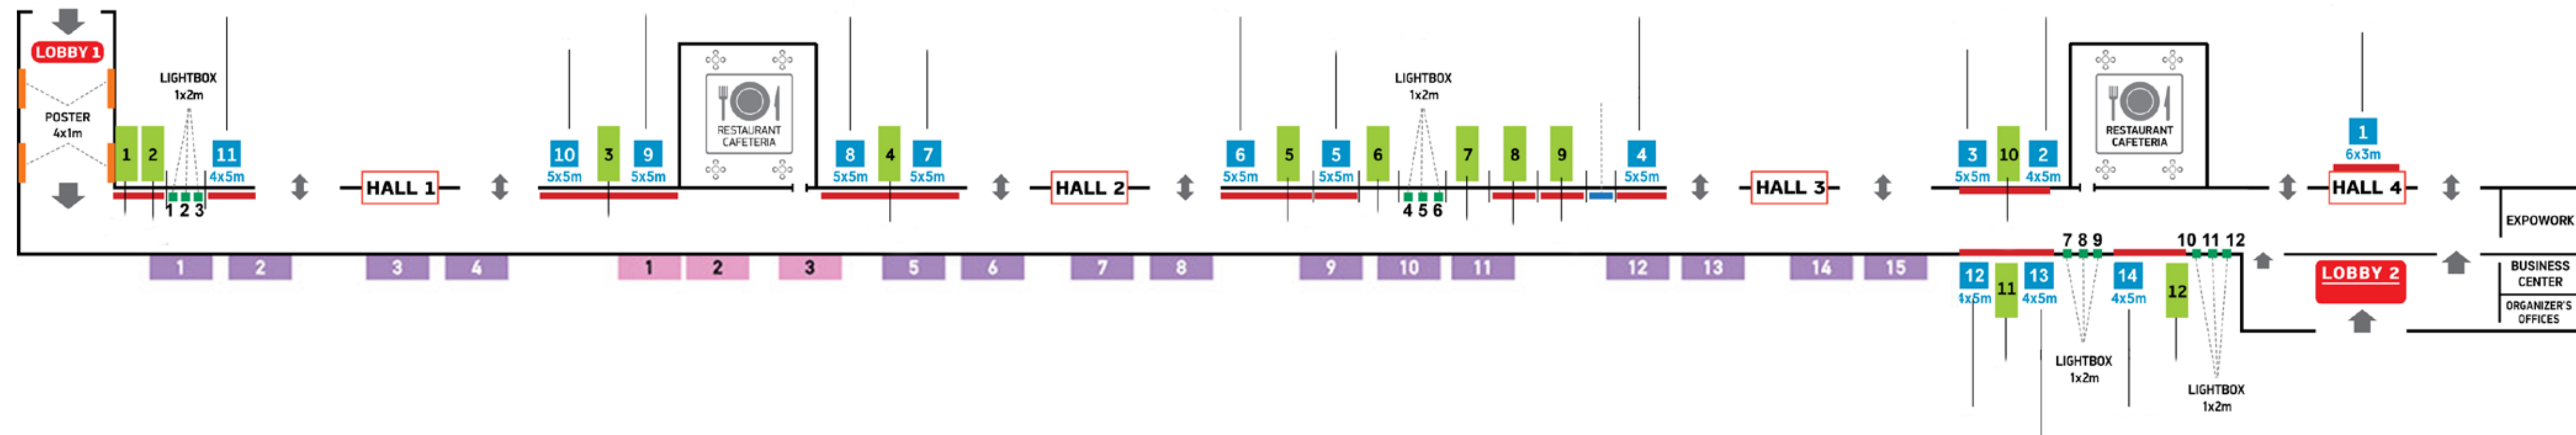 LOBBY 1
POSTER
4x1m
1
2
LIGHTBOX
1x2m
1 2 3
11
4x5m
HALL 1
10
5x5m
3
9
5x5m
RESTAURANT
CAFETERIA
8
5x5m
4
7
5x5m
HALL 2
6
5x5m
5
5
5x5m
6
LIGHTBOX
1x2m
4 5 6
7
8
9
4
5x5m
HALL 3
3
5x5m
10
2
4x5m
RESTAURANT
CAFETERIA
1
6x3m
HALL 4
EXPOWORK
1
2
3
4
1
2
3
5
6
7
8
9
10
11
12
13
14
15
12
4x5m
11
13
4x5m
7 8 9
LIGHTBOX
1x2m
14
4x5m
12
10 11 12
LIGHTBOX
1x2m
LOBBY 2
BUSINESS
CENTER
ORGANIZER'S
OFFICES